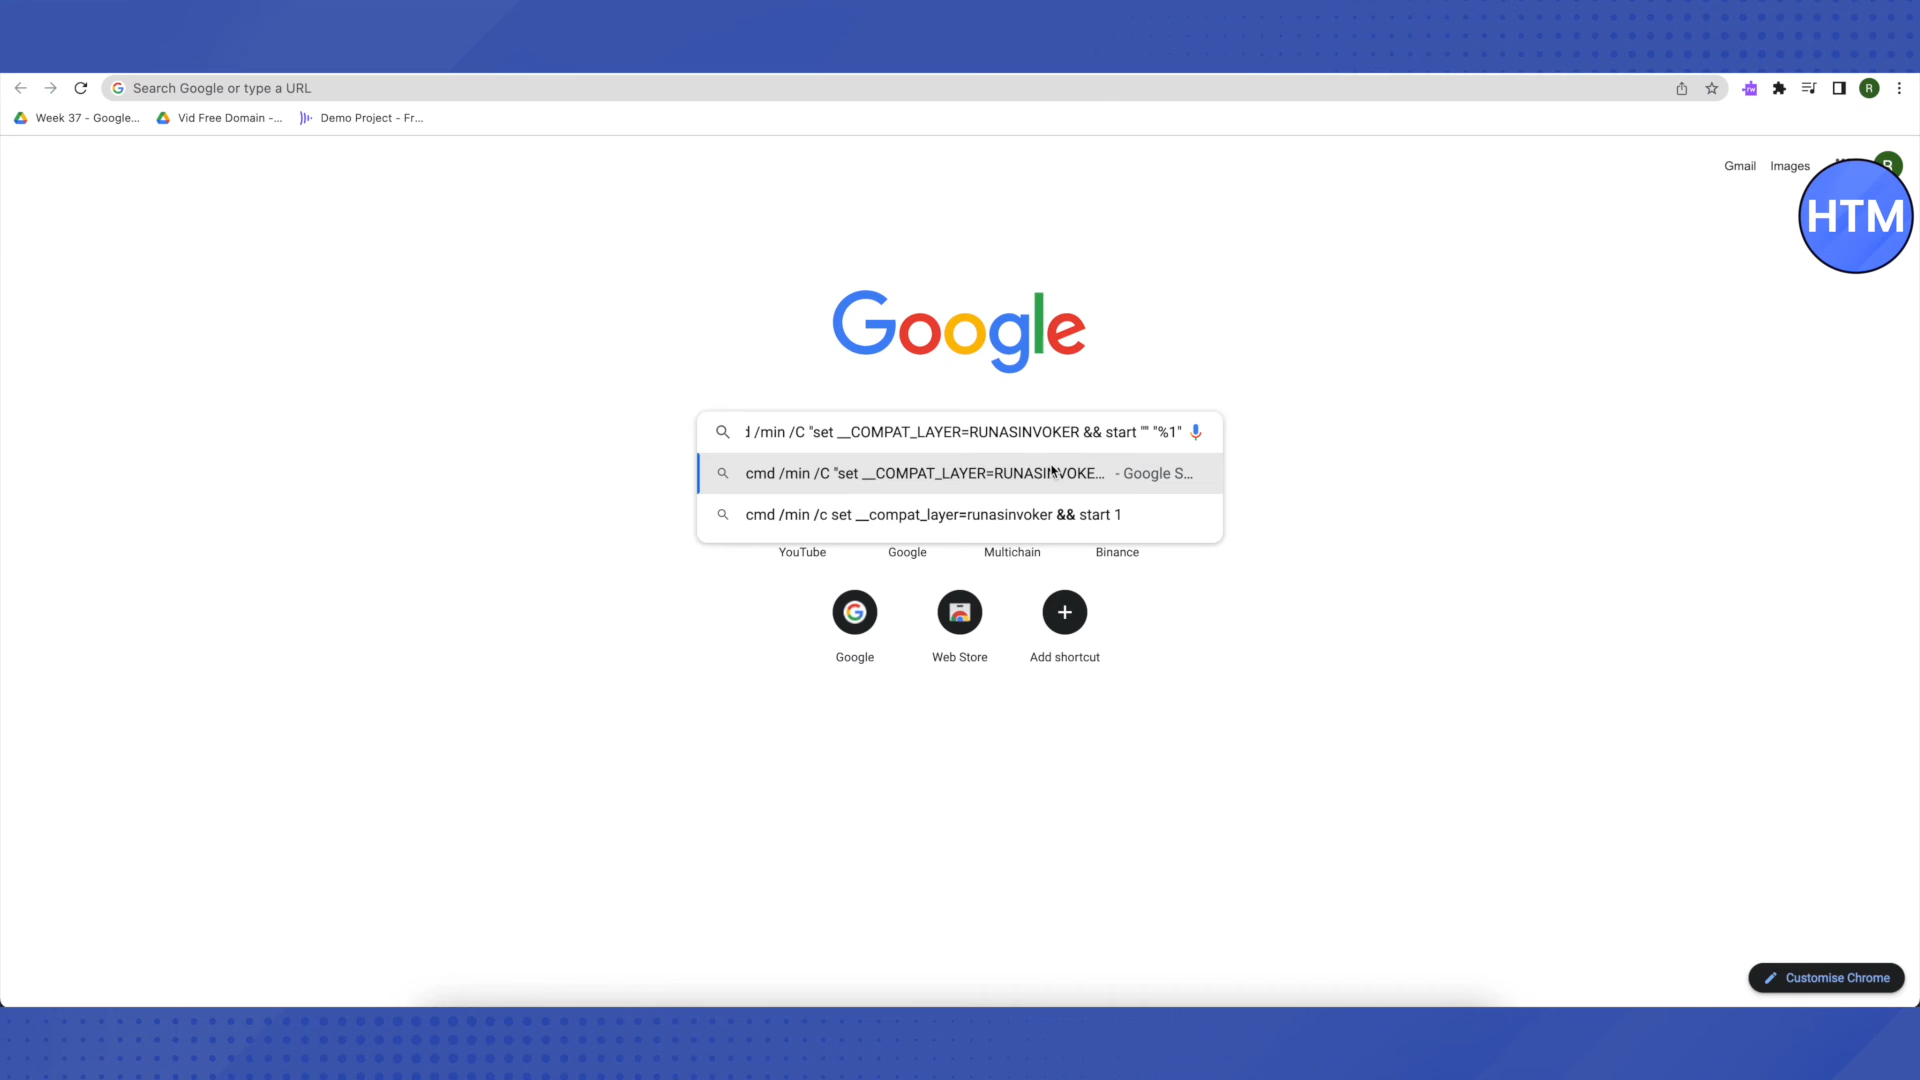 Search Google or type a URL
Week 37 - Google...
Vid Free Domain -...
Demo Project - Fr...
R
Gmail
Images
HTM
Google
d /min /C "set __COMPAT_LAYER=RUNASINVOKER && start "" "%1"
cmd /min /C "set __COMPAT_LAYER=RUNASINVOKE... - Google S...
cmd /min /c set __compat_layer=runasinvoker && start 1
YouTube
Google
Multichain
Binance
Google
Web Store
Add shortcut
Customise Chrome